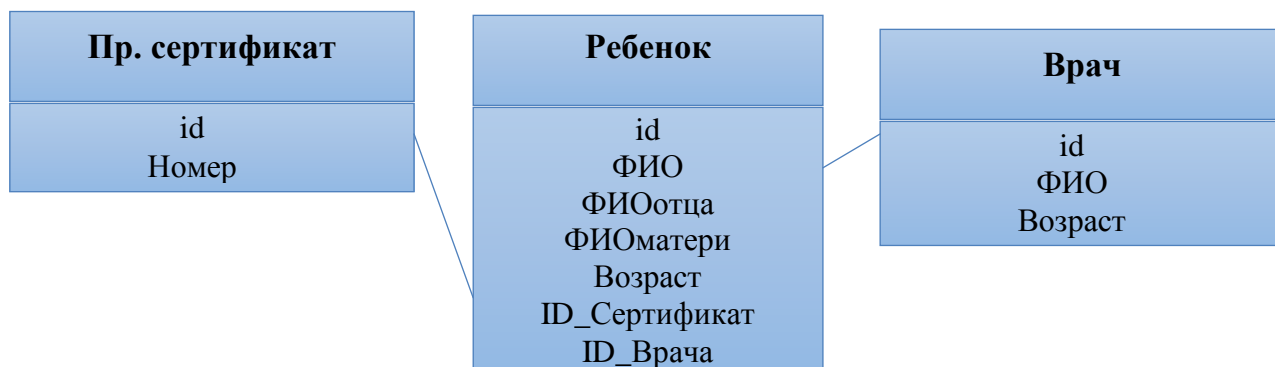 Пр. сертификат
id
Номер
Ребенок
id
ФИО
ФИОотца
ФИОматери
Возраст
ID_Сертификат
ID_Врача
Врач
id
ФИО
Возраст